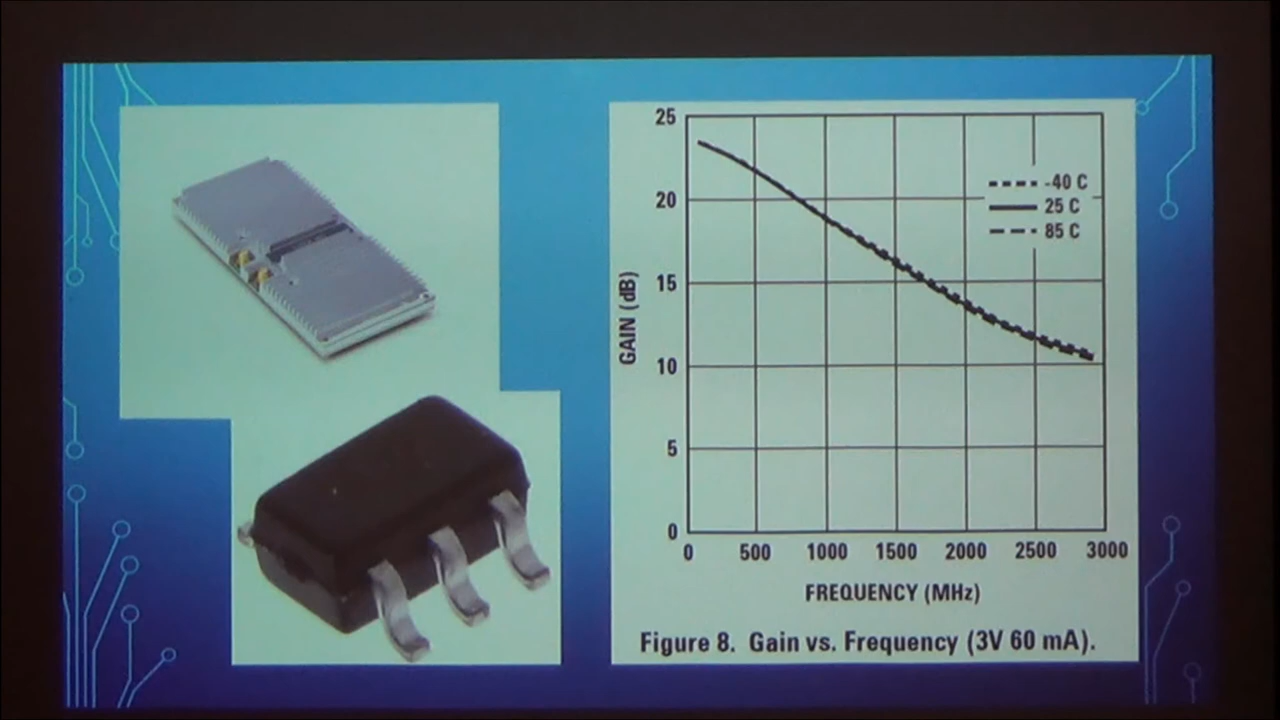 25
20
15
10
5
0
GAIN (dB)
-40 C
25 C
85 C
0 500 1000 1500 2000 2500 3000
FREQUENCY (MHz)
Figure 8. Gain vs. Frequency (3V 60 mA).